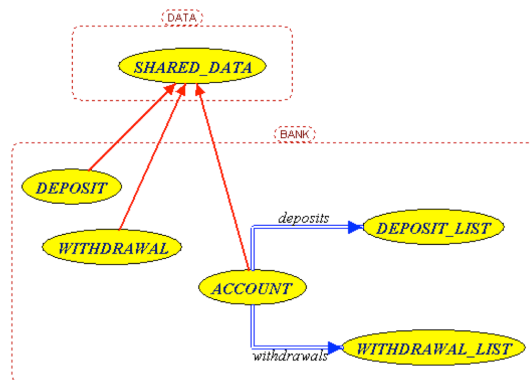 DATA
SHARED_DATA
BANK
DEPOSIT
deposits
DEPOSIT_LIST
WITHDRAWAL
ACCOUNT
withdrawals
WITHDRAWAL_LIST